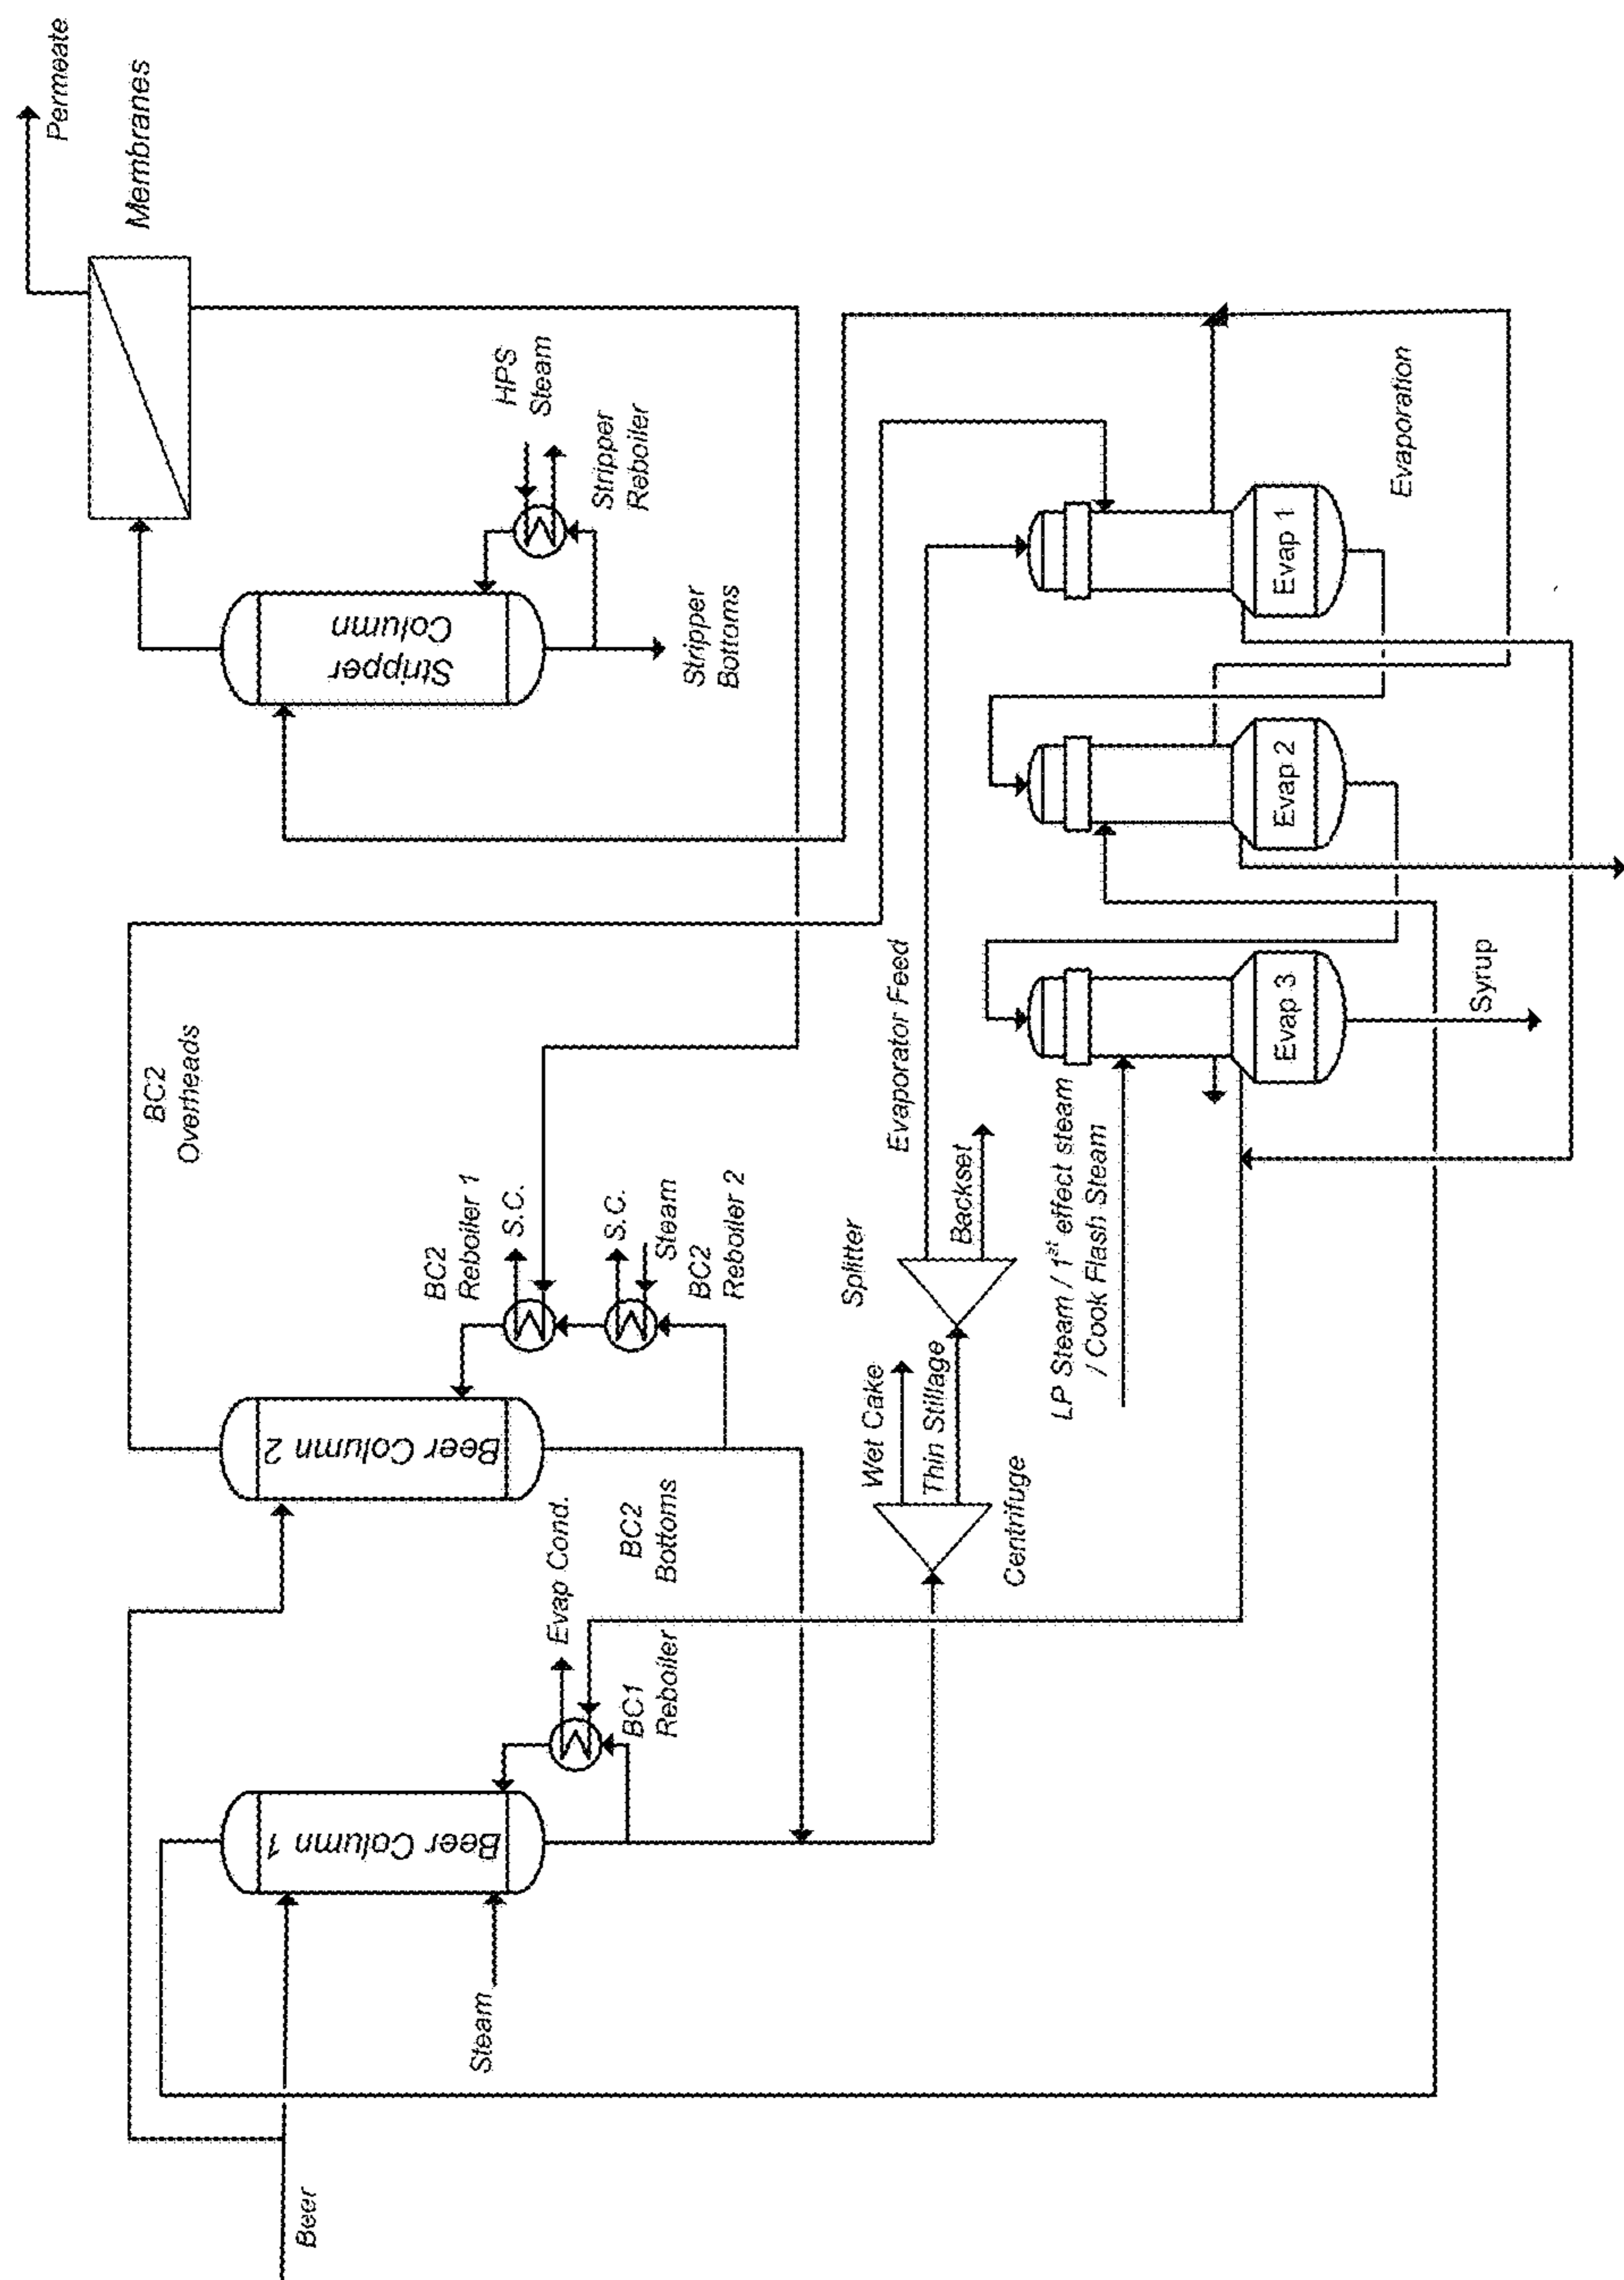 Permeate
Membranes
HPS
Steam
Stripper
Reboiler
Stripper
Column
Stripper
Bottoms
BC2
Overheads
BC2
Reboiler 1
S.C.
S.C.
Steam
BC2
Reboiler 2
Beer Column 2
BC2
Bottoms
Evap Cond.
BC1
Reboiler
Beer Column 1
Steam
Beer
Evaporator Feed
Splitter
Backset
Wet Cake
Thin Stillage
Centrifuge
LP Steam / 1st effect steam
/ Cook Flash Steam
Evaporation
Evap 1
Evap 2
Evap 3
Syrup